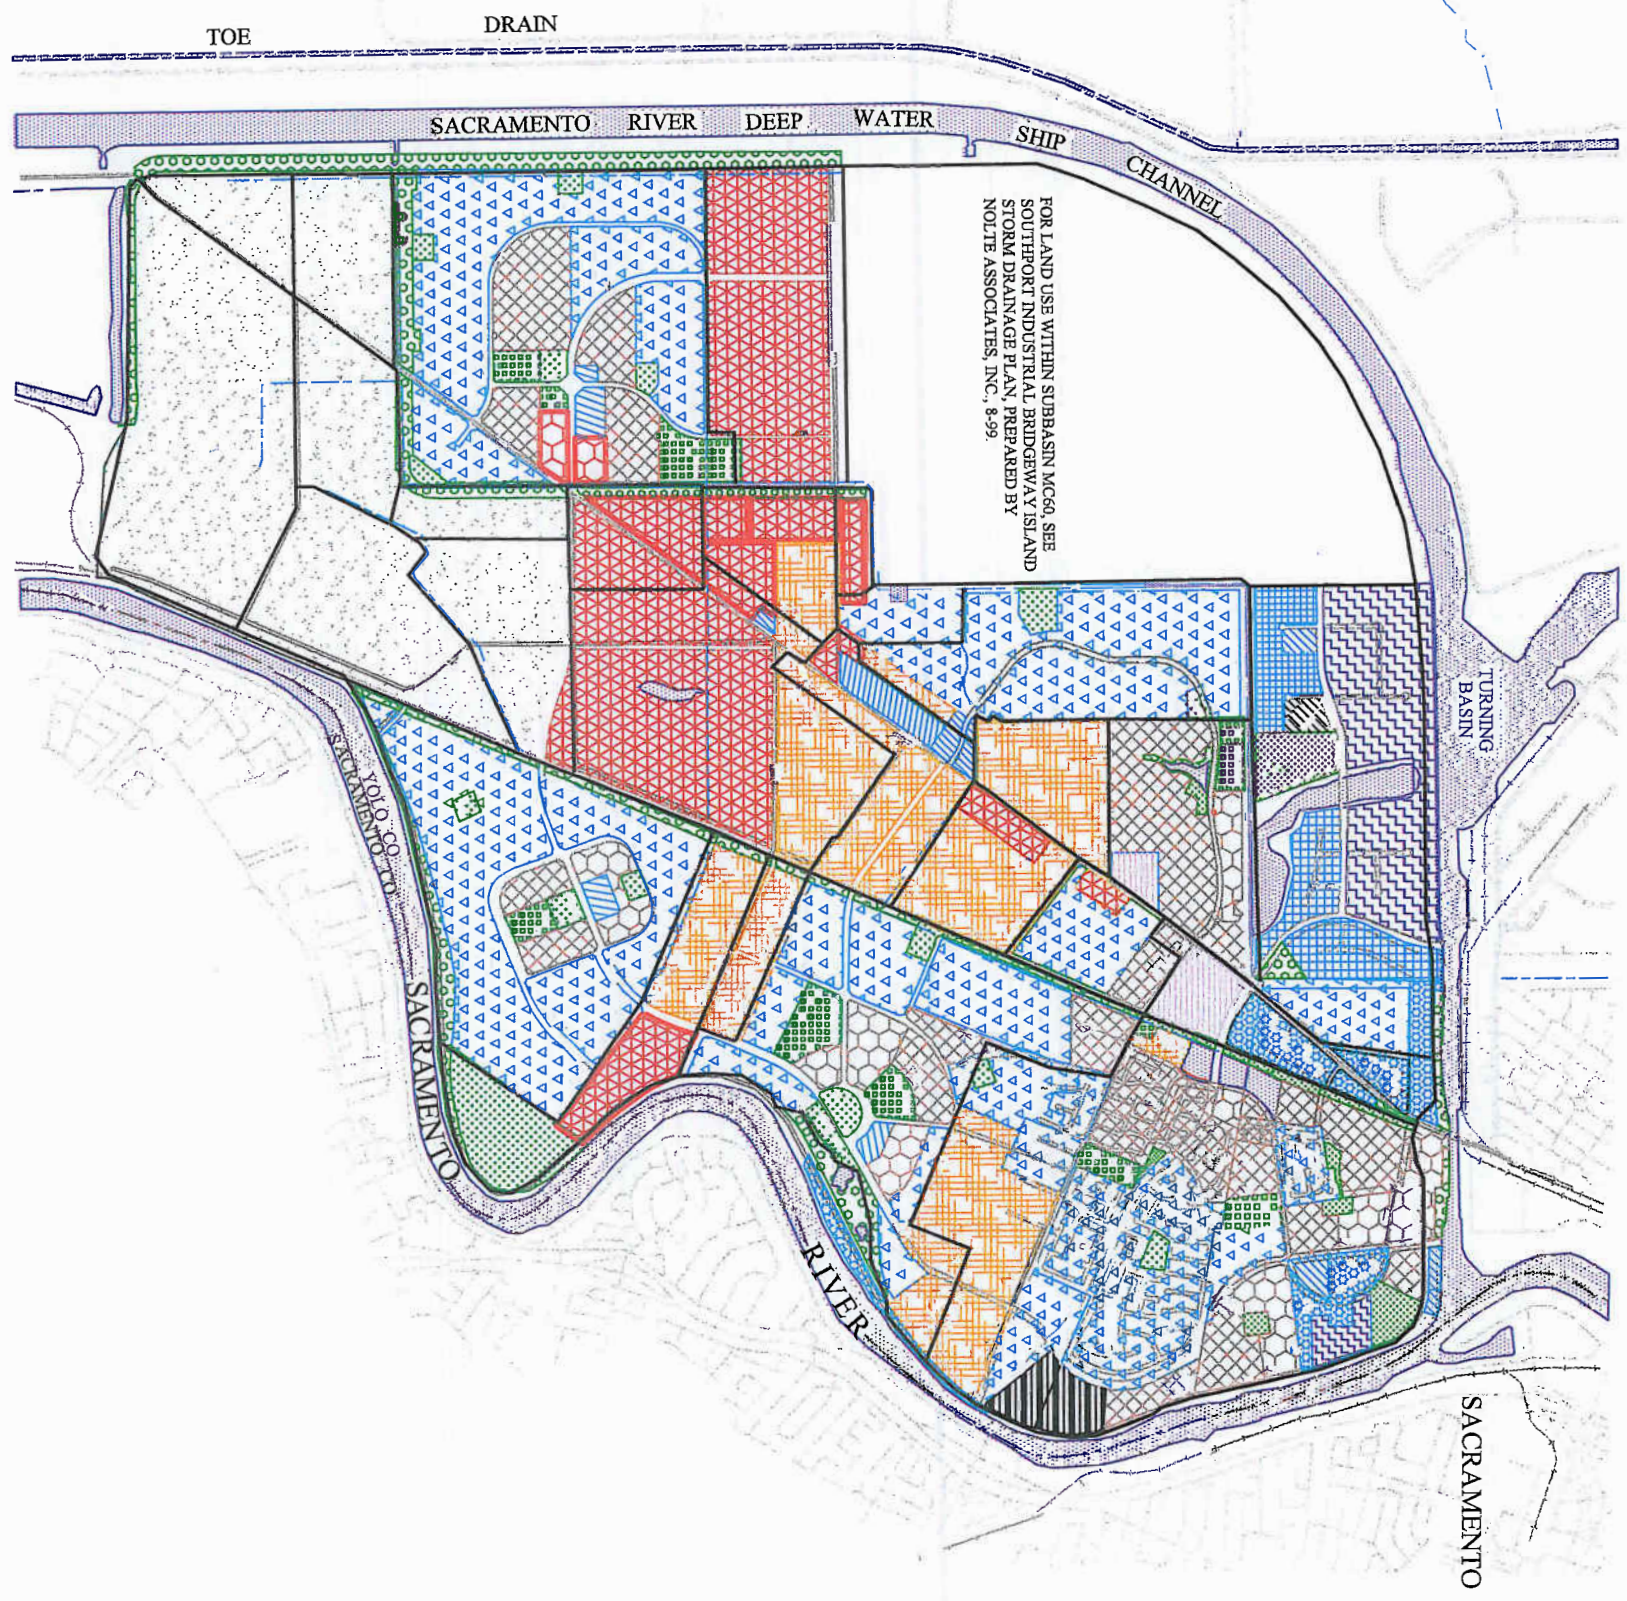 TOE DRAIN
SACRAMENTO RIVER DEEP WATER SHIP CHANNEL
FOR LAND USE WITHIN SUBBASIN MC60, SEE
SOUTHPORT INDUSTRIAL BRIDGEWAY ISLAND
STORM DRAINAGE PLAN, PREPARED BY
NOLTE ASSOCIATES, INC., 8-99.
TURNING
BASIN
YOLO CO
SACRAMENTO CO
SACRAMENTO RIVER
SACRAMENTO